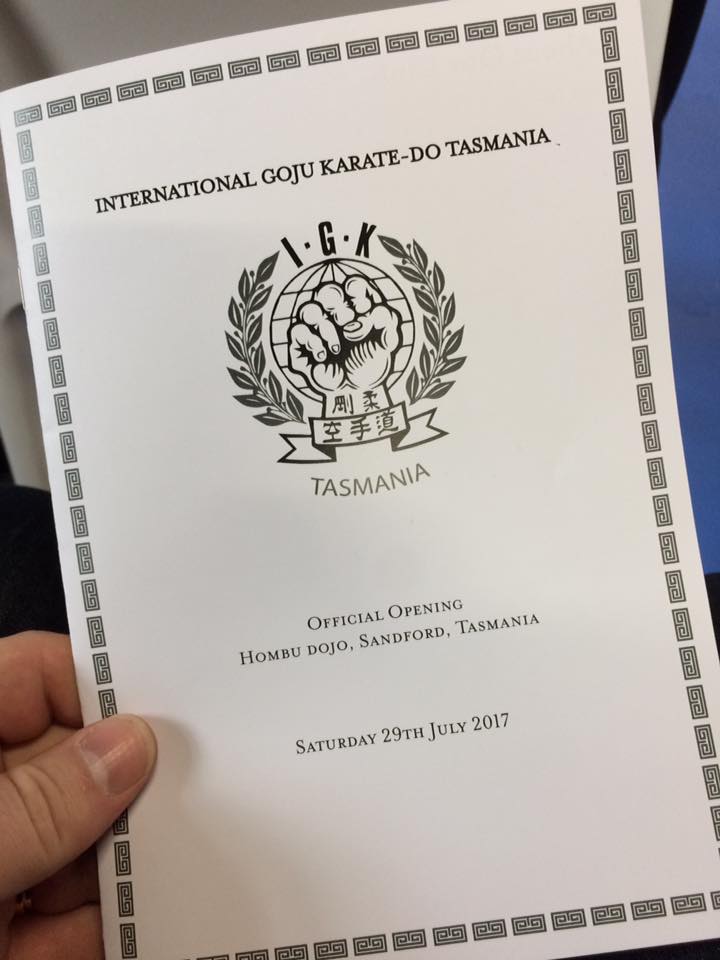 INTERNATIONAL GOJU KARATE-DO TASMANIA
I·G·K
剛柔
空手道
TASMANIA
OFFICIAL OPENING
HOMBU DOJO, SANDFORD, TASMANIA
SATURDAY 29TH JULY 2017